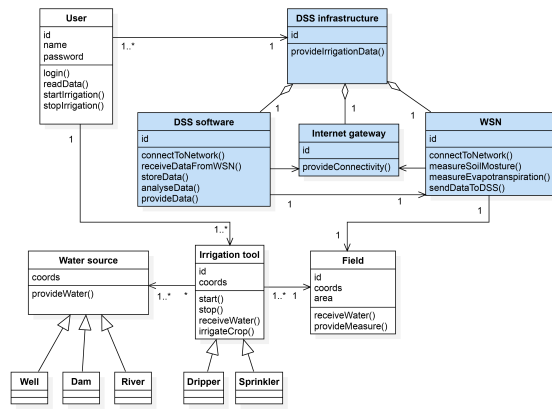 User
id
name
password
login()
readData()
startIrrigation()
stopIrrigation()
1..*
1
DSS infrastructure
id
provideIrrigationData()
1
1
1
DSS software
id
connectToNetwork()
receiveDataFromWSN()
storeData()
analyseData()
provideData()
Internet gateway
id
provideConnectivity()
WSN
id
connectToNetwork()
measureSoilMosture()
measureEvapotranspiration()
sendDataToDSS()
1
1
1
1
1..*
1
Water source
coords
provideWater()
1..*
*
Irrigation tool
id
coords
start()
stop()
receiveWater()
irrigateCrop()
1..*
1
Field
id
coords
area
receiveWater()
provideMeasure()
Well
Dam
River
Dripper
Sprinkler